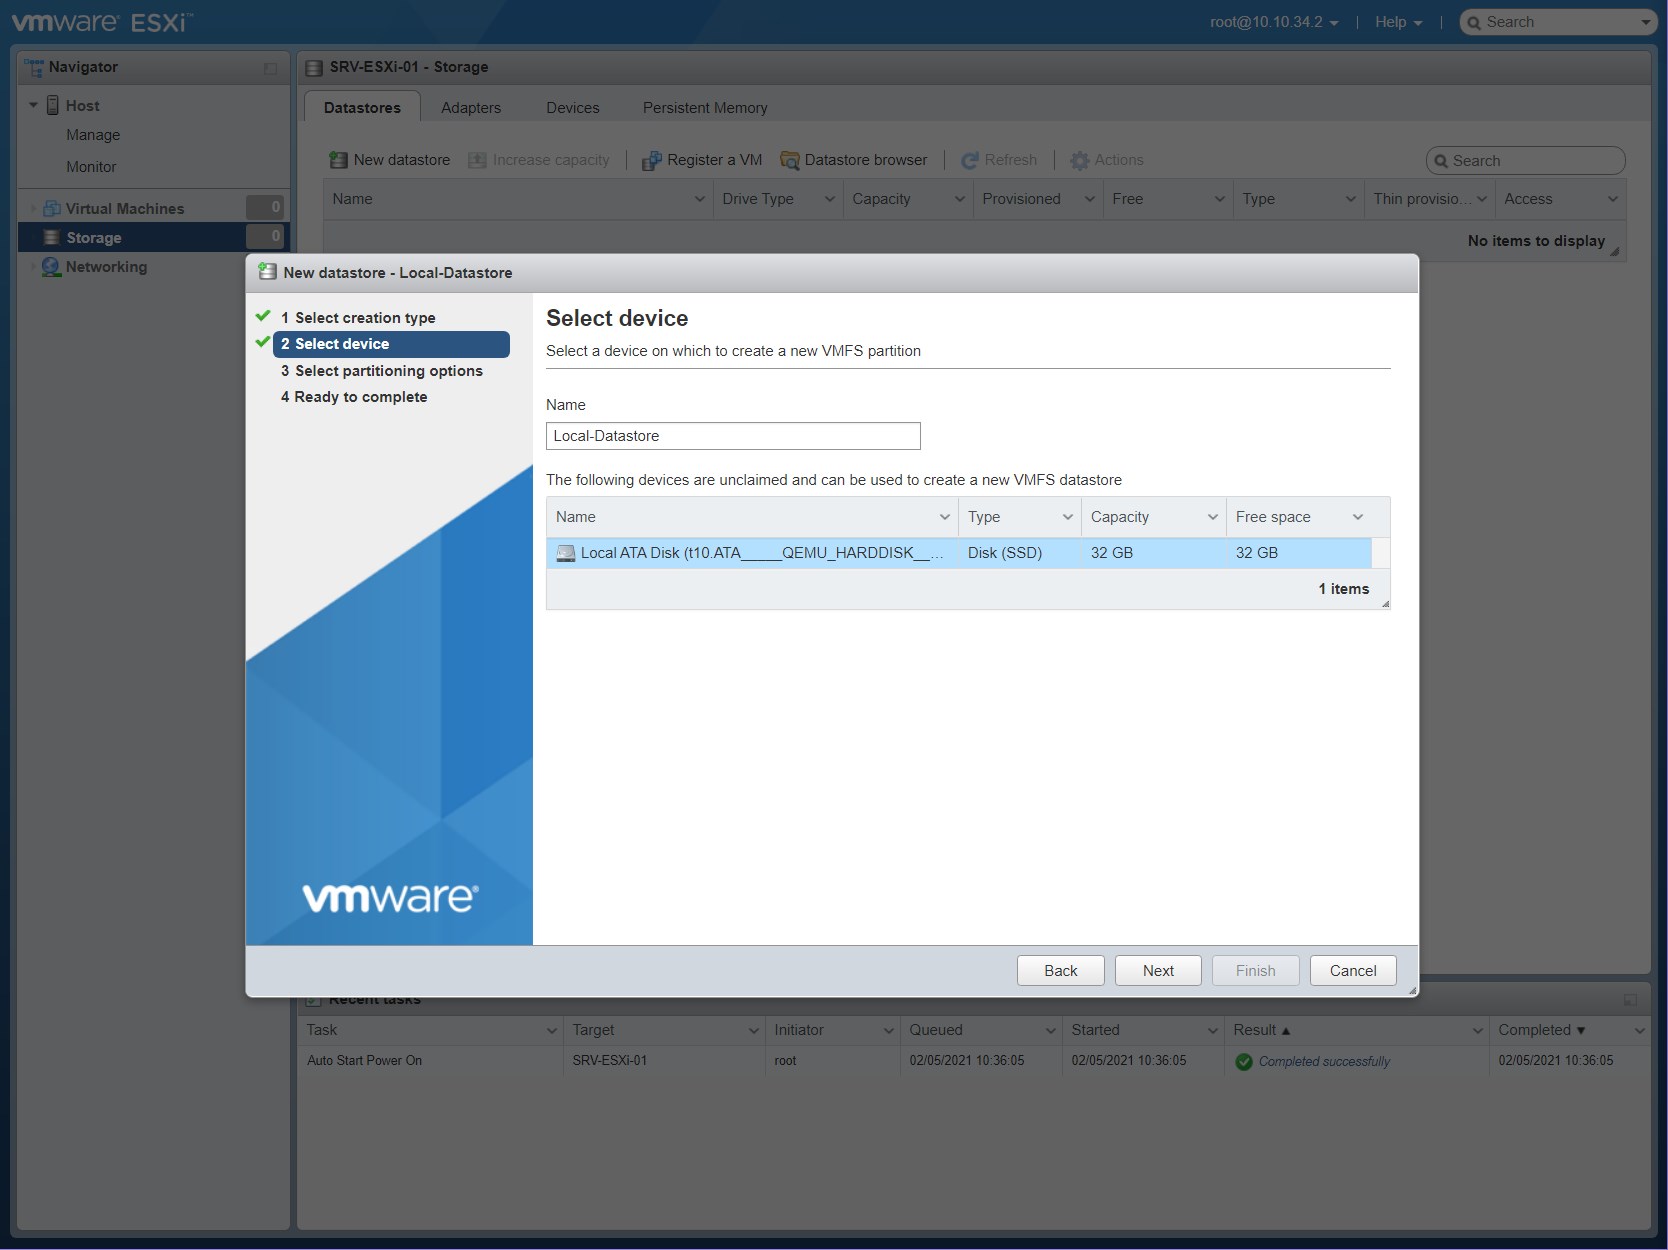 vmware ESXi™
root@10.10.34.2 | Help | Search
Navigator
Host
Manage
Monitor
Virtual Machines 0
Storage 0
Networking
SRV-ESXi-01 - Storage
Datastores Adapters Devices Persistent Memory
New datastore Increase capacity | Register a VM Datastore browser | Refresh | Actions Search
Name Drive Type Capacity Provisioned Free Type Thin provisio... Access
No items to display
New datastore - Local-Datastore
1 Select creation type
2 Select device
3 Select partitioning options
4 Ready to complete
vmware®
Select device
Select a device on which to create a new VMFS partition
Name
Local-Datastore
The following devices are unclaimed and can be used to create a new VMFS datastore
Name Type Capacity Free space
Local ATA Disk (t10.ATA_____QEMU_HARDDISK__... Disk (SSD) 32 GB 32 GB
1 items
Back Next Finish Cancel
Recent tasks
Task Target Initiator Queued Started Result ▲ Completed ▼
Auto Start Power On SRV-ESXi-01 root 02/05/2021 10:36:05 02/05/2021 10:36:05 Completed successfully 02/05/2021 10:36:05